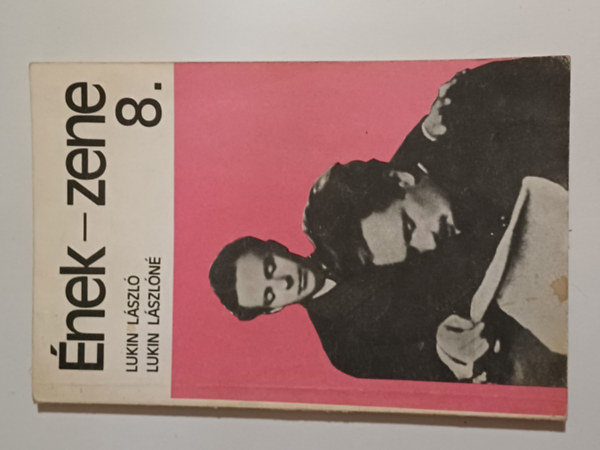 Ének – zene
8.
LUKIN LÁSZLÓ
LUKIN LÁSZLÓNÉ